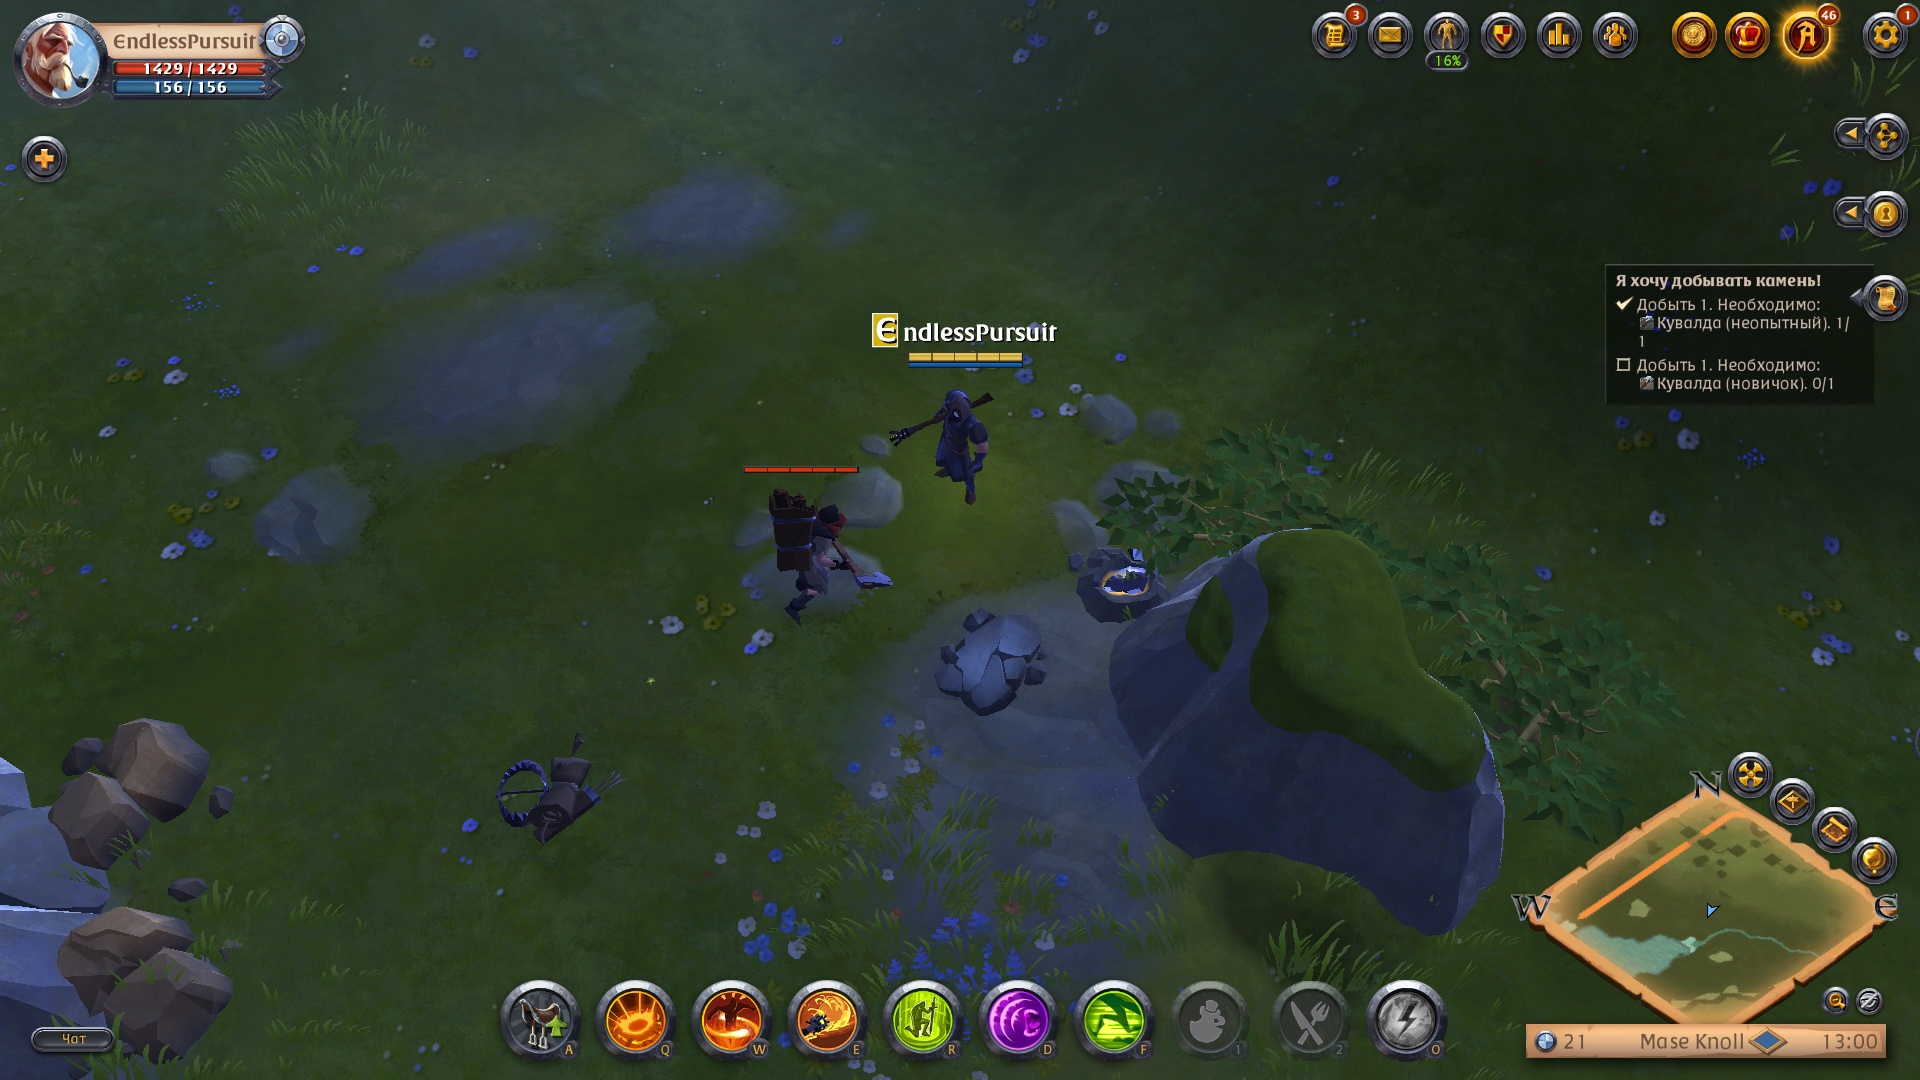 EndlessPursuit
1429 / 1429
156 / 156
3
16%
46
1
Я хочу добывать камень!
Добыть 1. Необходимо:
Кувалда (неопытный). 1/
1
Добыть 1. Необходимо:
Кувалда (новичок). 0/1
EndlessPursuit
N
W
E
Чат
A
Q
W
E
R
D
F
1
2
O
21
Mase Knoll
13:00